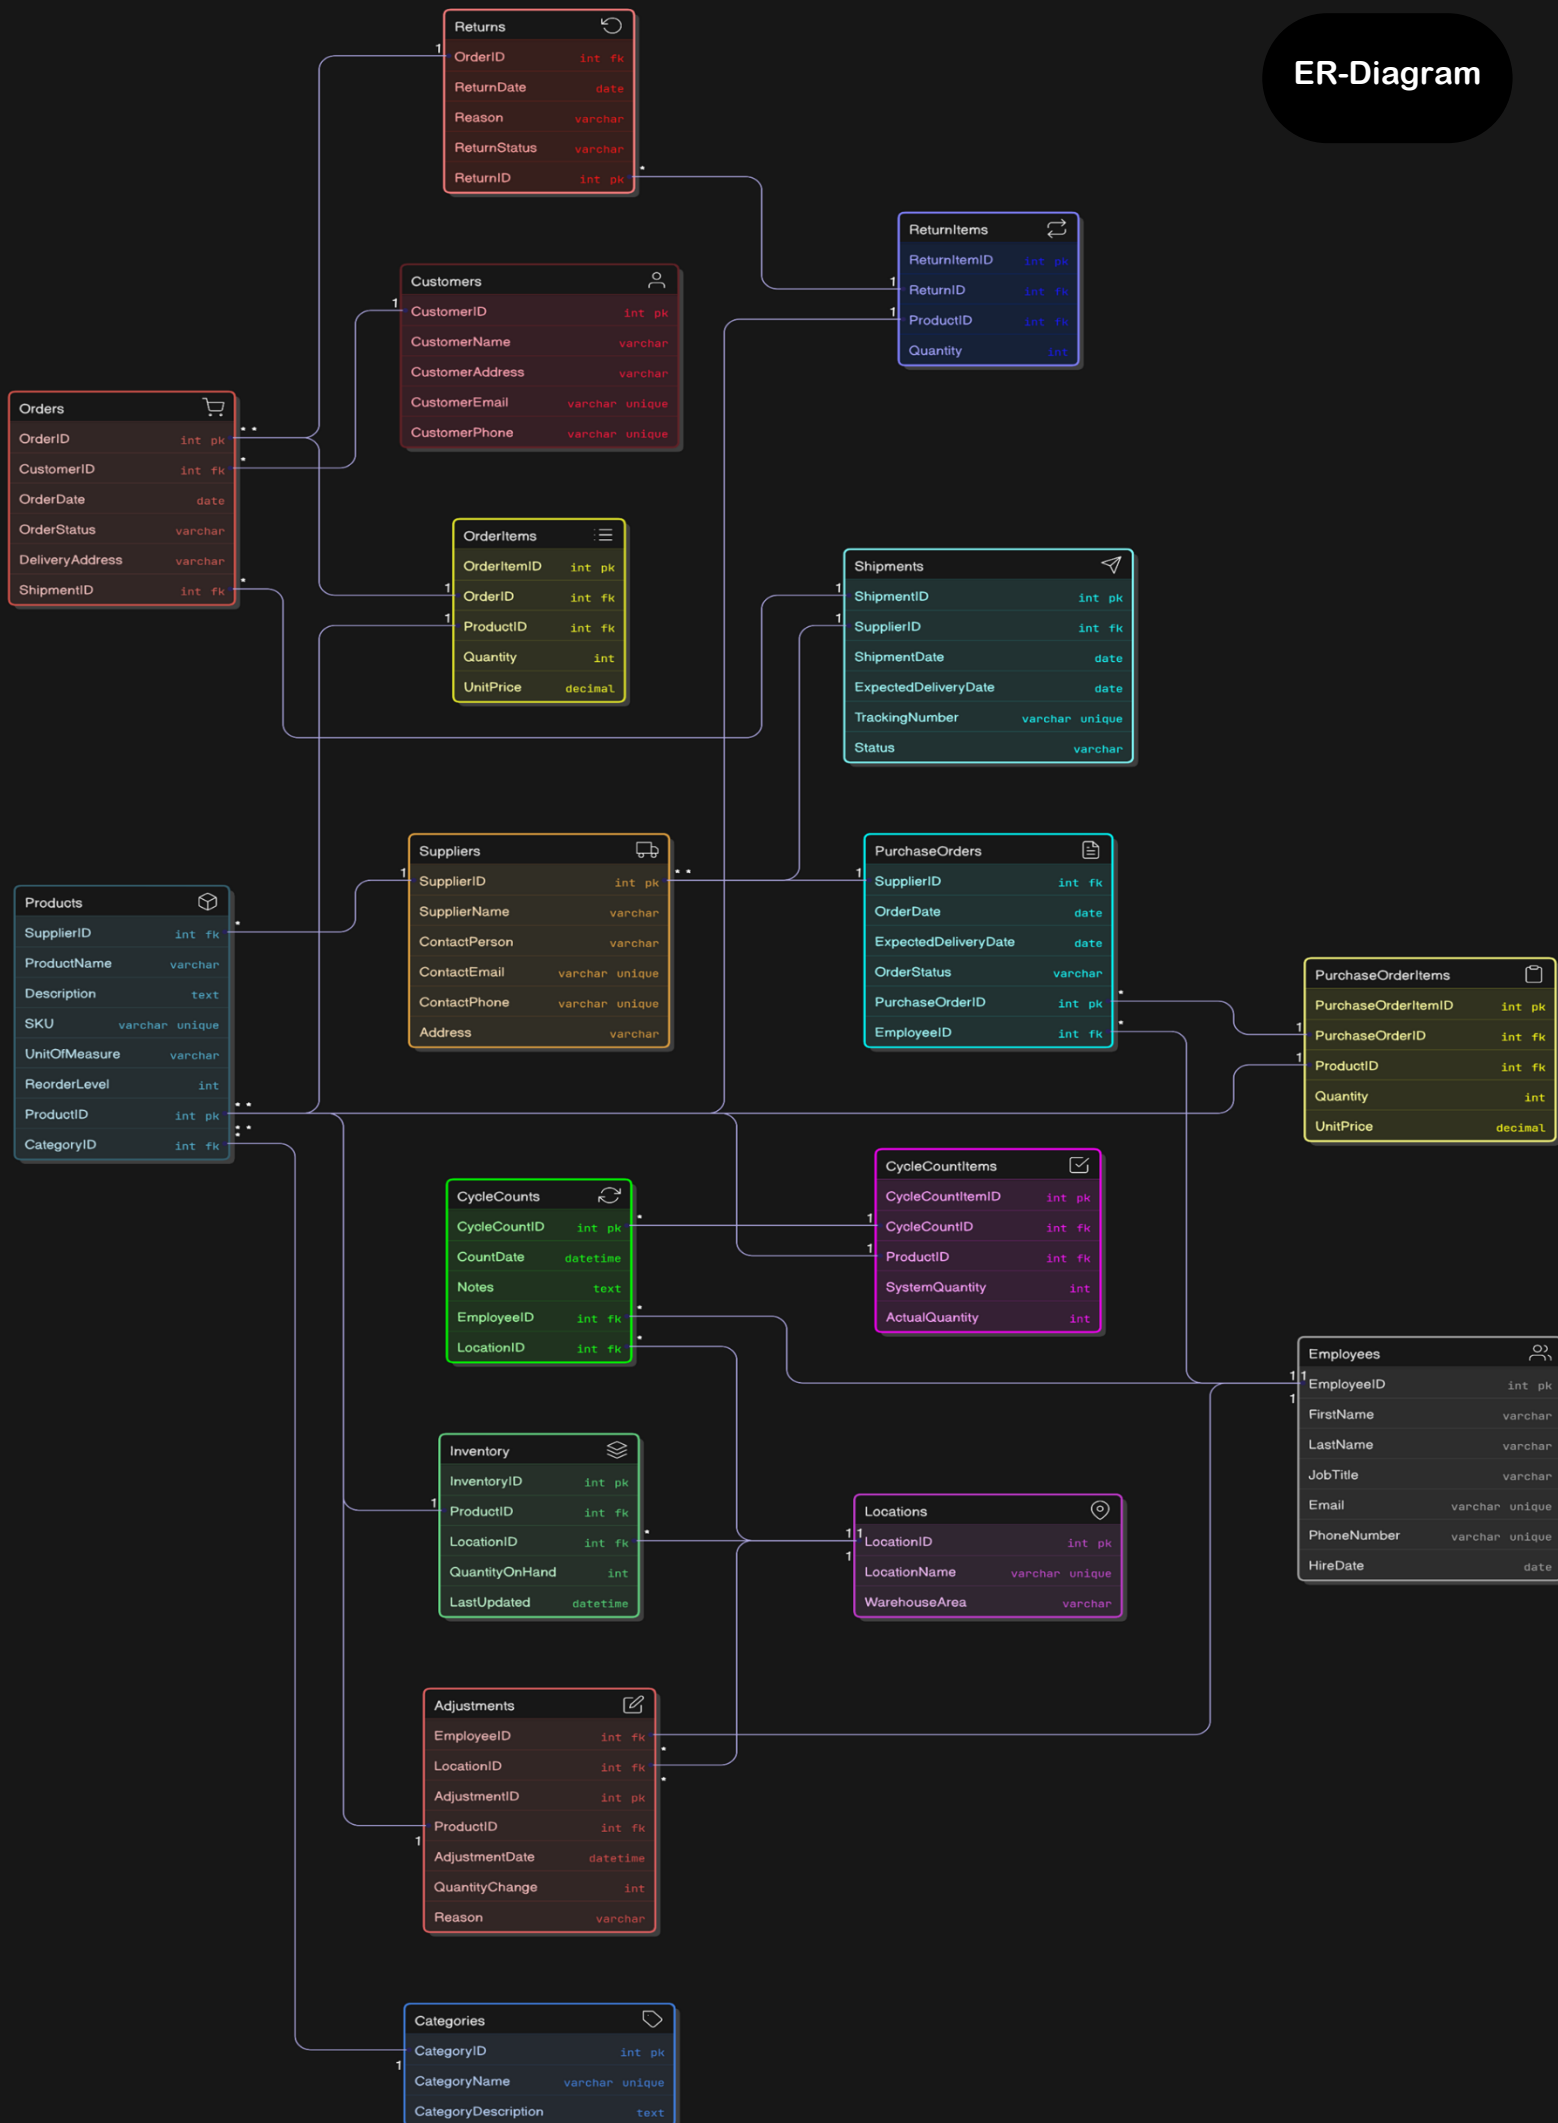 ER-Diagram
Returns
OrderID int fk
ReturnDate date
Reason varchar
ReturnStatus varchar
ReturnID int pk
ReturnItems
ReturnItemID int pk
ReturnID int fk
ProductID int fk
Quantity int
Customers
CustomerID int pk
CustomerName varchar
CustomerAddress varchar
CustomerEmail varchar unique
CustomerPhone varchar unique
Orders
OrderID int pk
CustomerID int fk
OrderDate date
OrderStatus varchar
DeliveryAddress varchar
ShipmentID int fk
OrderItems
OrderItemID int pk
OrderID int fk
ProductID int fk
Quantity int
UnitPrice decimal
Shipments
ShipmentID int pk
SupplierID int fk
ShipmentDate date
ExpectedDeliveryDate date
TrackingNumber varchar unique
Status varchar
Suppliers
SupplierID int pk
SupplierName varchar
ContactPerson varchar
ContactEmail varchar unique
ContactPhone varchar unique
Address varchar
PurchaseOrders
SupplierID int fk
OrderDate date
ExpectedDeliveryDate date
OrderStatus varchar
PurchaseOrderID int pk
EmployeeID int fk
Products
SupplierID int fk
ProductName varchar
Description text
SKU varchar unique
UnitOfMeasure varchar
ReorderLevel int
ProductID int pk
CategoryID int fk
PurchaseOrderItems
PurchaseOrderItemID int pk
PurchaseOrderID int fk
ProductID int fk
Quantity int
UnitPrice decimal
CycleCounts
CycleCountID int pk
CountDate datetime
Notes text
EmployeeID int fk
LocationID int fk
CycleCountItems
CycleCountItemID int pk
CycleCountID int fk
ProductID int fk
SystemQuantity int
ActualQuantity int
Employees
EmployeeID int pk
FirstName varchar
LastName varchar
JobTitle varchar
Email varchar unique
PhoneNumber varchar unique
HireDate date
Inventory
InventoryID int pk
ProductID int fk
LocationID int fk
QuantityOnHand int
LastUpdated datetime
Locations
LocationID int pk
LocationName varchar unique
WarehouseArea varchar
Adjustments
EmployeeID int fk
LocationID int fk
AdjustmentID int pk
ProductID int fk
AdjustmentDate datetime
QuantityChange int
Reason varchar
Categories
CategoryID int pk
CategoryName varchar unique
CategoryDescription text